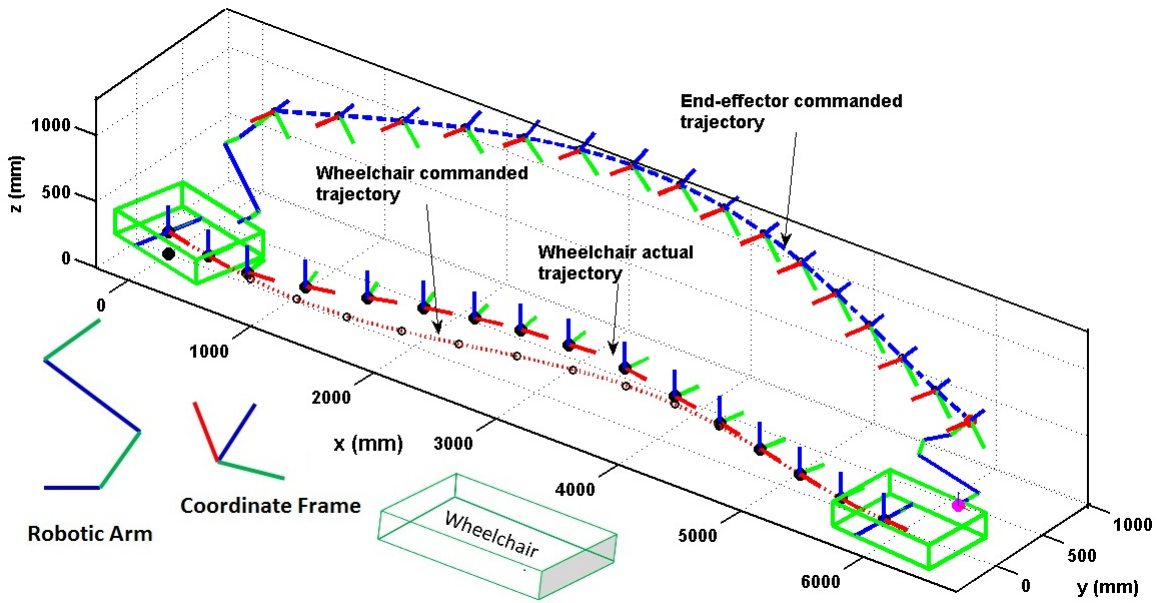 1000
500
0
z (mm)
End-effector commanded
trajectory
Wheelchair commanded
trajectory
Wheelchair actual
trajectory
0
1000
2000
3000
4000
5000
6000
x (mm)
1000
500
0
y (mm)
Robotic Arm
Coordinate Frame
Wheelchair